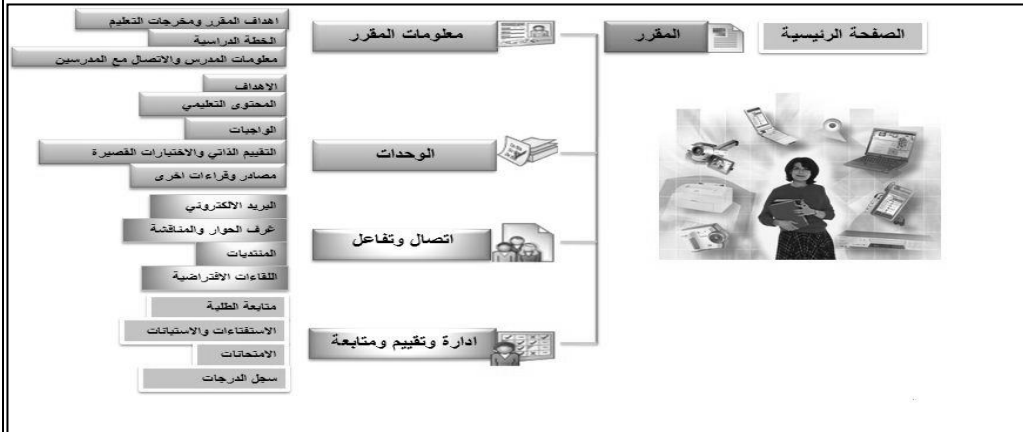 الصفحة الرئيسية
المقرر
معلومات المقرر
اهداف المقرر ومخرجات التعليم
الخطة الدراسية
معلومات المدرس والاتصال مع المدرسين
الوحدات
الاهداف
المحتوى التعليمي
الواجبات
التقييم الذاتي والاختبارات القصيرة
مصادر وقراءات اخرى
اتصال وتفاعل
البريد الالكتروني
غرف الحوار والمناقشة
المنتديات
اللقاءات الافتراضية
ادارة وتقييم ومتابعة
متابعة الطلبة
الاستفتاءات والاستبانات
الامتحانات
سجل الدرجات